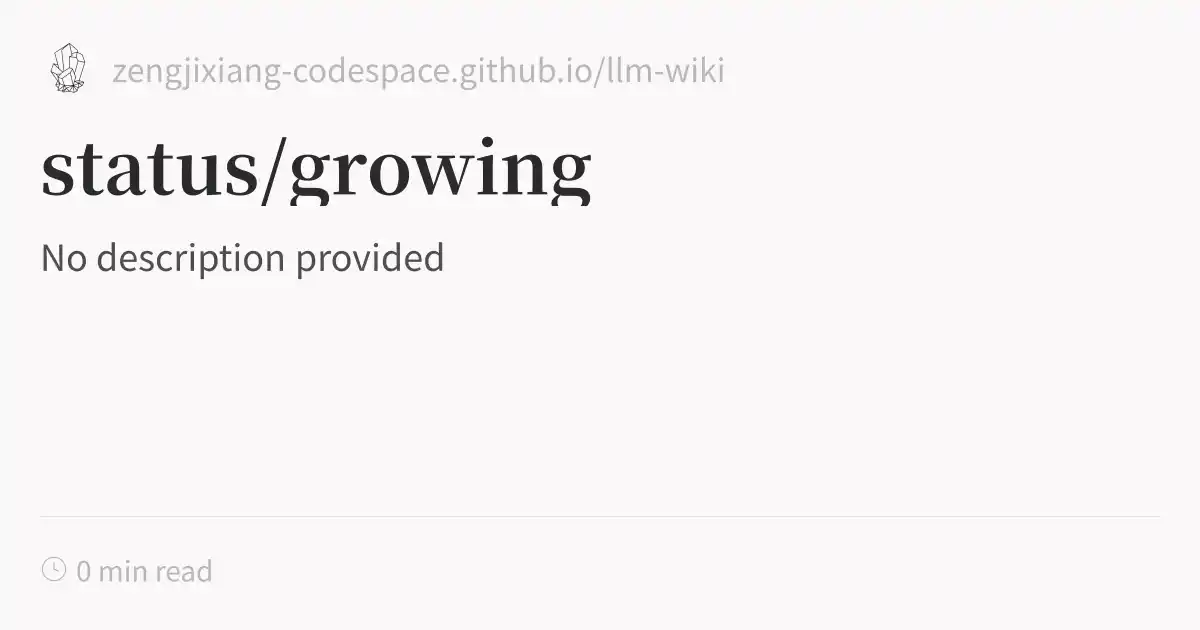 zengjixiang-codespace.github.io/llm-wiki
status/growing
No description provided
0 min read